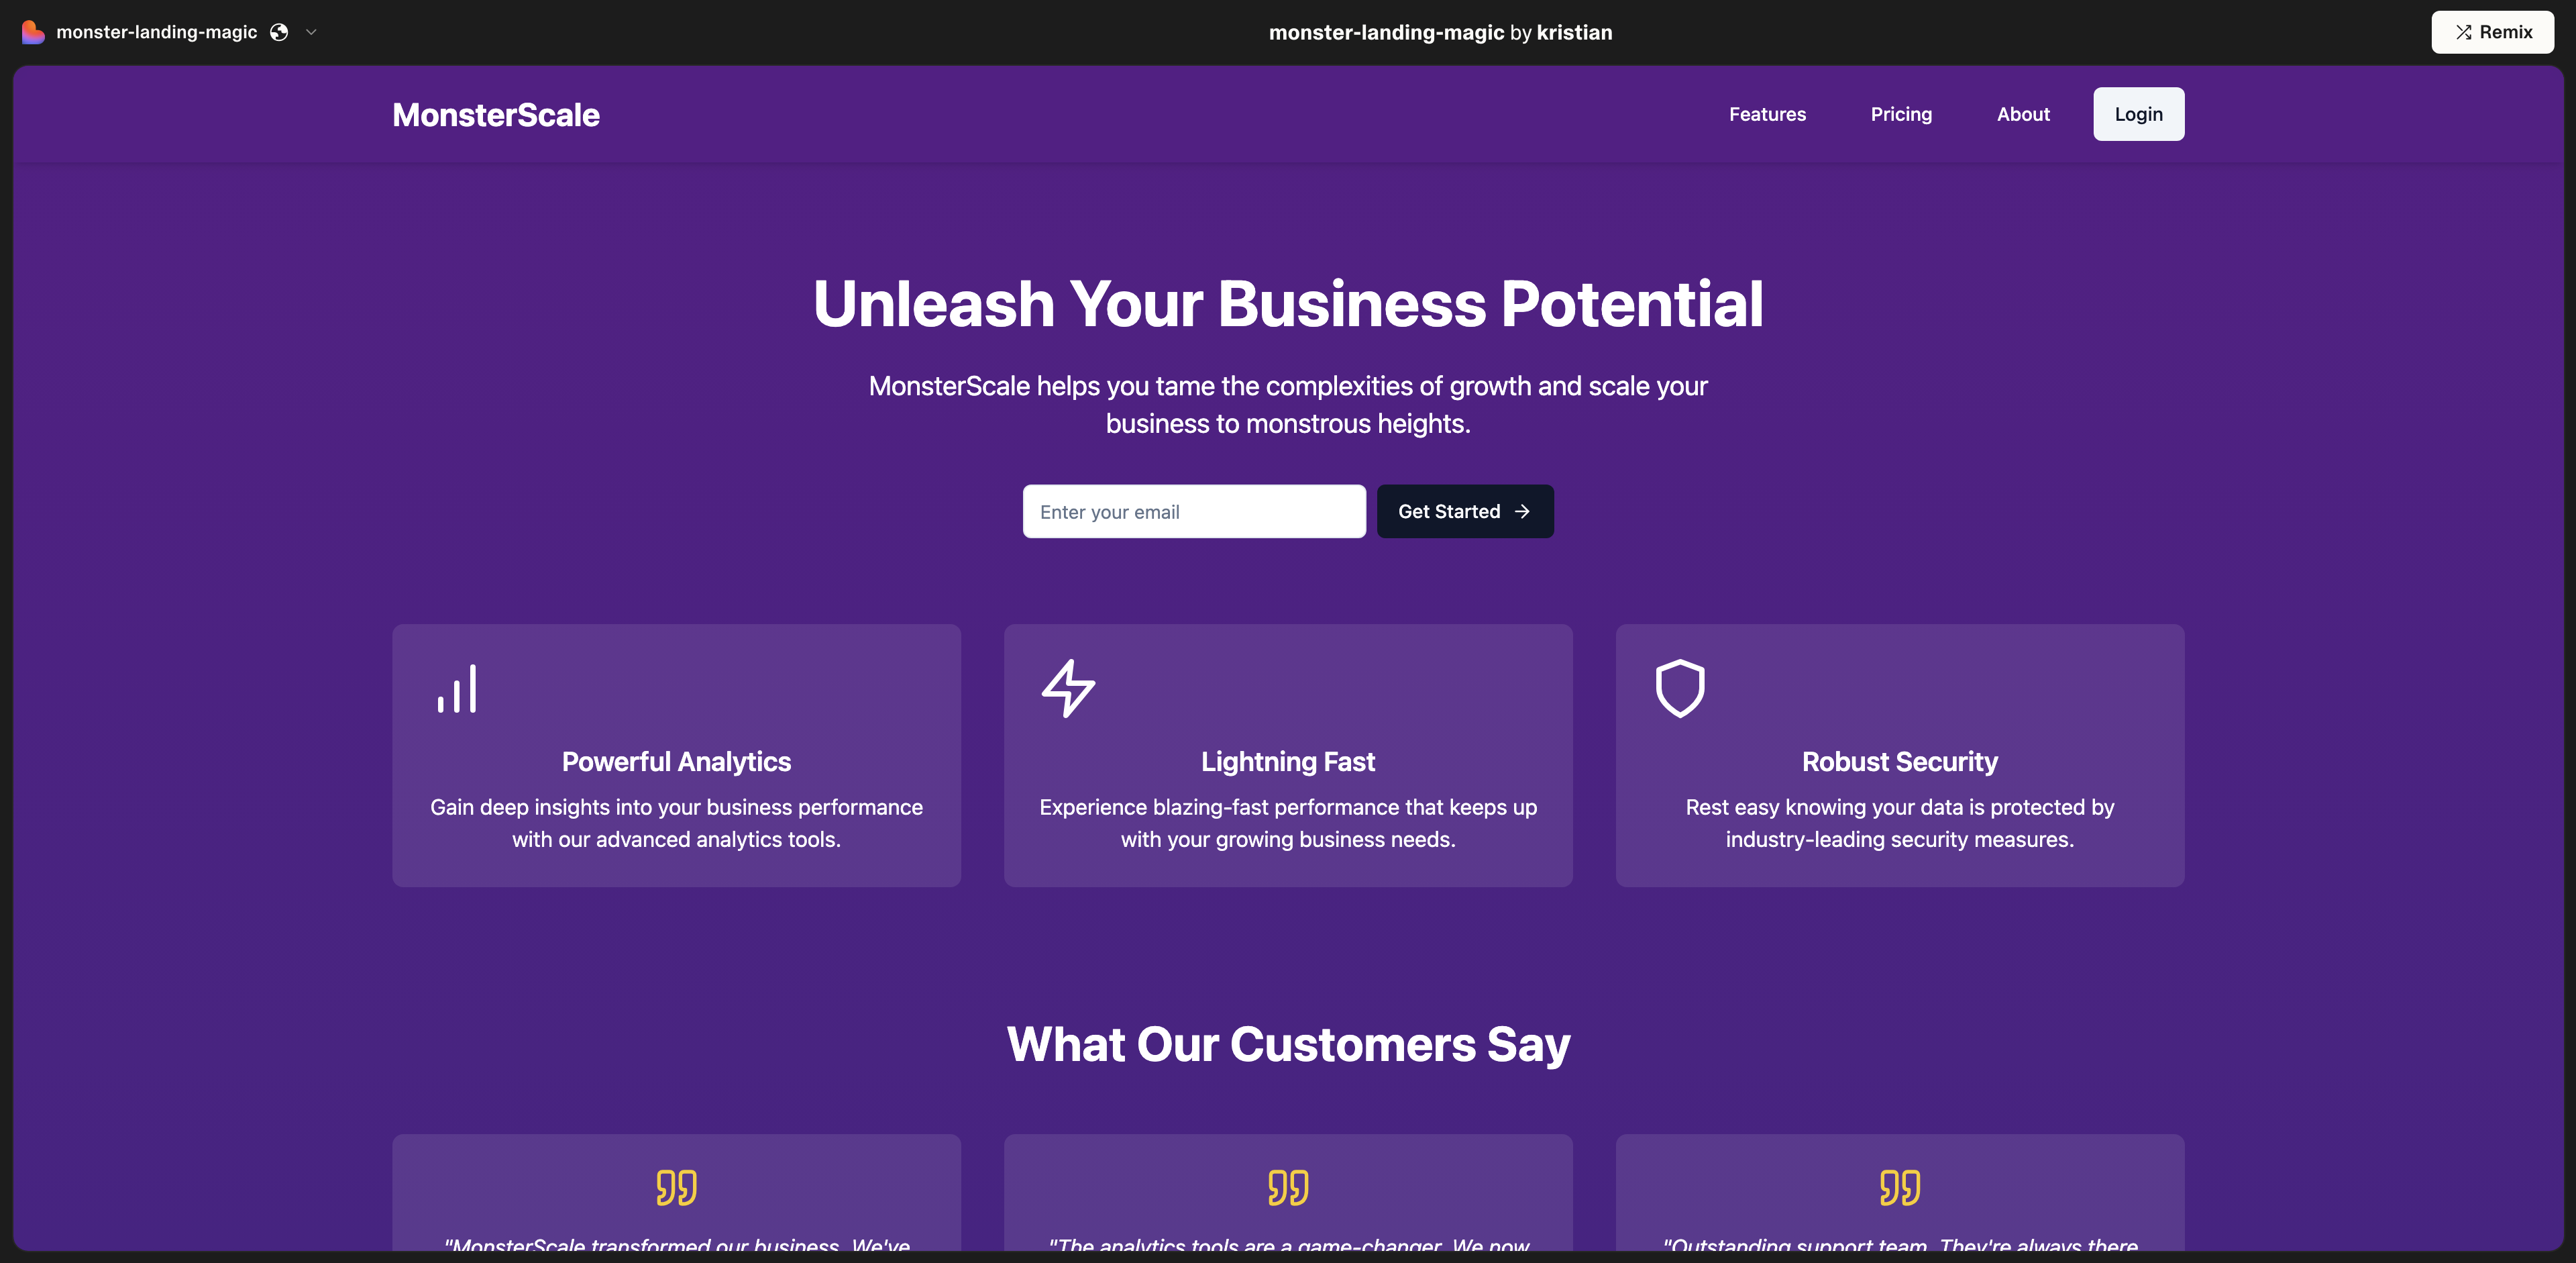 monster-landing-magic
monster-landing-magic by kristian
Remix
MonsterScale
Features
Pricing
About
Login
Unleash Your Business Potential
MonsterScale helps you tame the complexities of growth and scale your
business to monstrous heights.
Enter your email
Get Started
Powerful Analytics
Gain deep insights into your business performance
with our advanced analytics tools.
Lightning Fast
Experience blazing-fast performance that keeps up
with your growing business needs.
Robust Security
Rest easy knowing your data is protected by
industry-leading security measures.
What Our Customers Say
"MonsterScale transformed our business. We've
"The analytics tools are a game-changer. We now
"Outstanding support team. They're always there